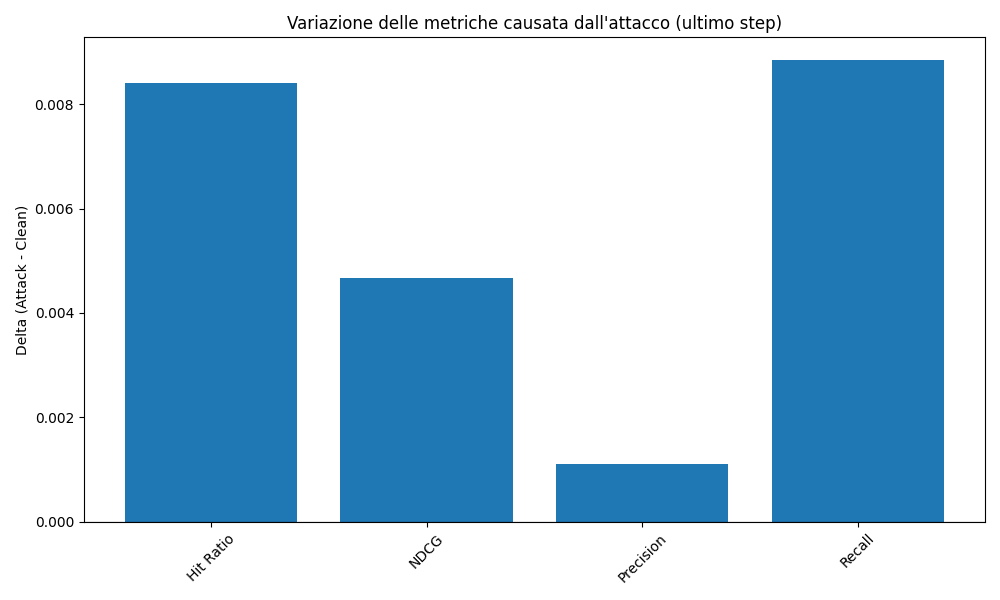 Variazione delle metriche causata dall'attacco (ultimo step)
Delta (Attack - Clean)
0.008
0.006
0.004
0.002
0.000
Hit Ratio
NDCG
Precision
Recall